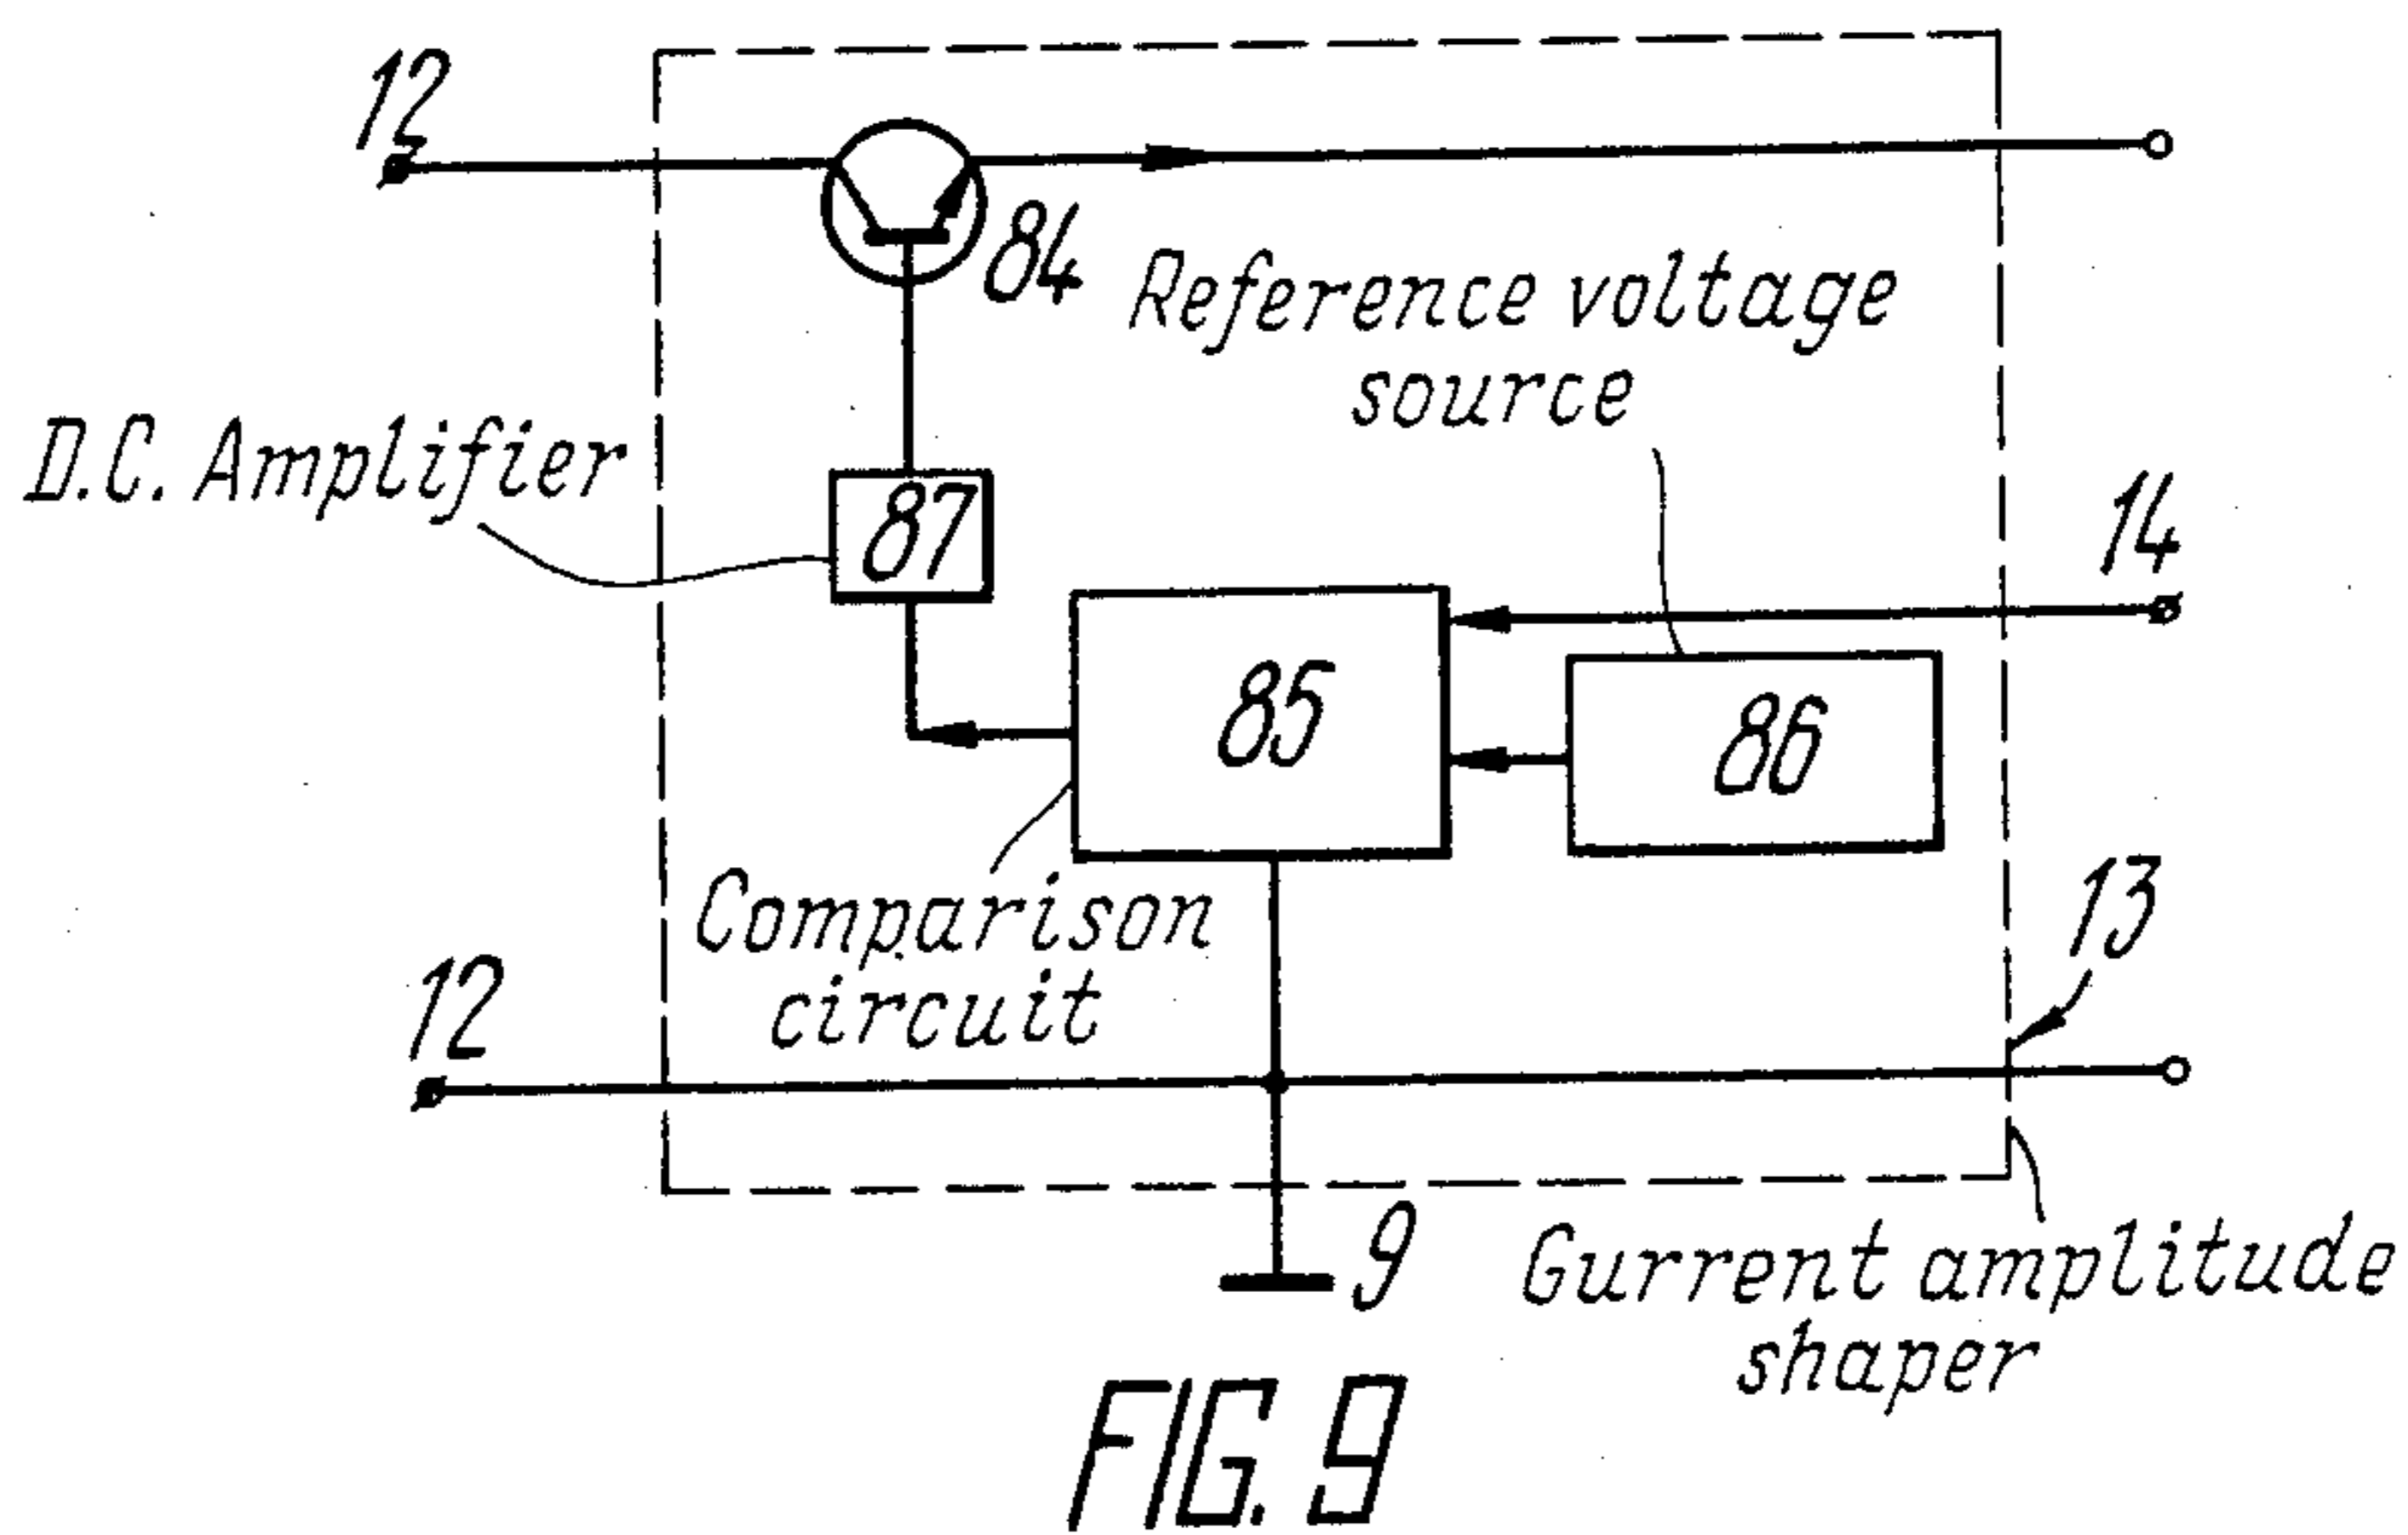 12
84
Reference voltage
source
D.C. Amplifier
87
14
85
86
Comparison
circuit
13
12
9
Gurrent amplitude
shaper
FIG. 9